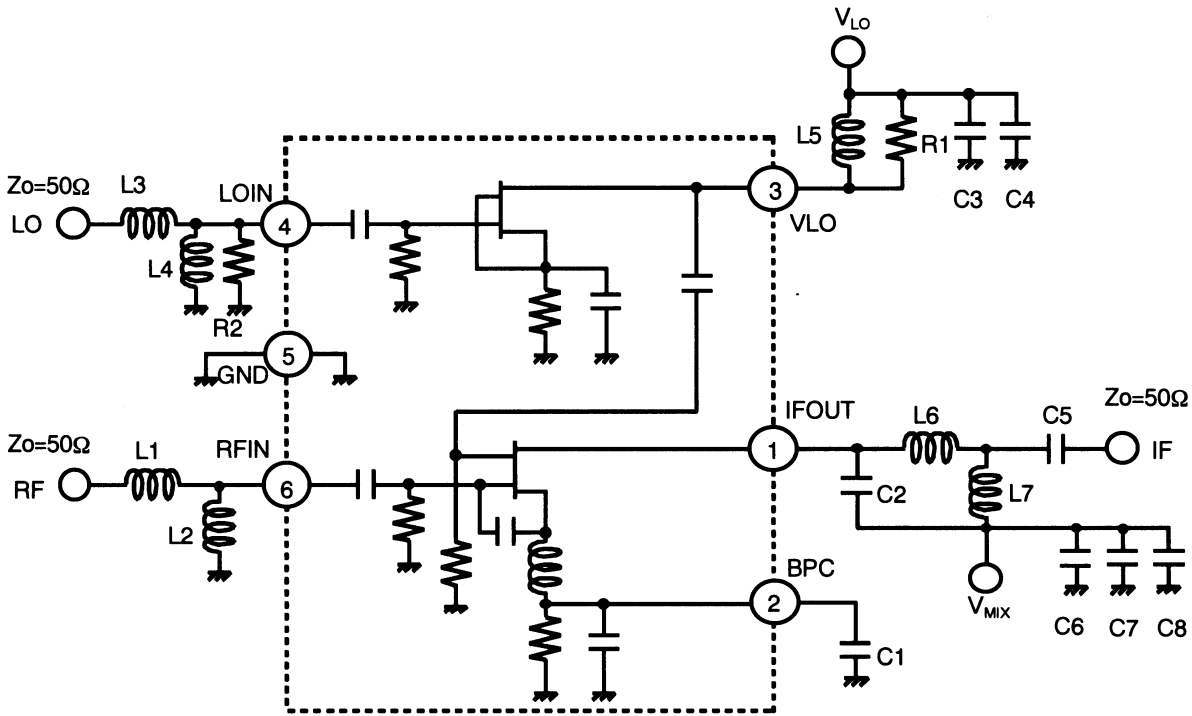 V_LO
L5
R1
C3
C4
Zo=50Ω
L3
LOIN
LO
4
3
VLO
L4
R2
5
GND
Zo=50Ω
L1
RFIN
RF
6
L2
IFOUT
1
L6
C5
Zo=50Ω
IF
C2
L7
V_MIX
C6
C7
C8
BPC
2
C1